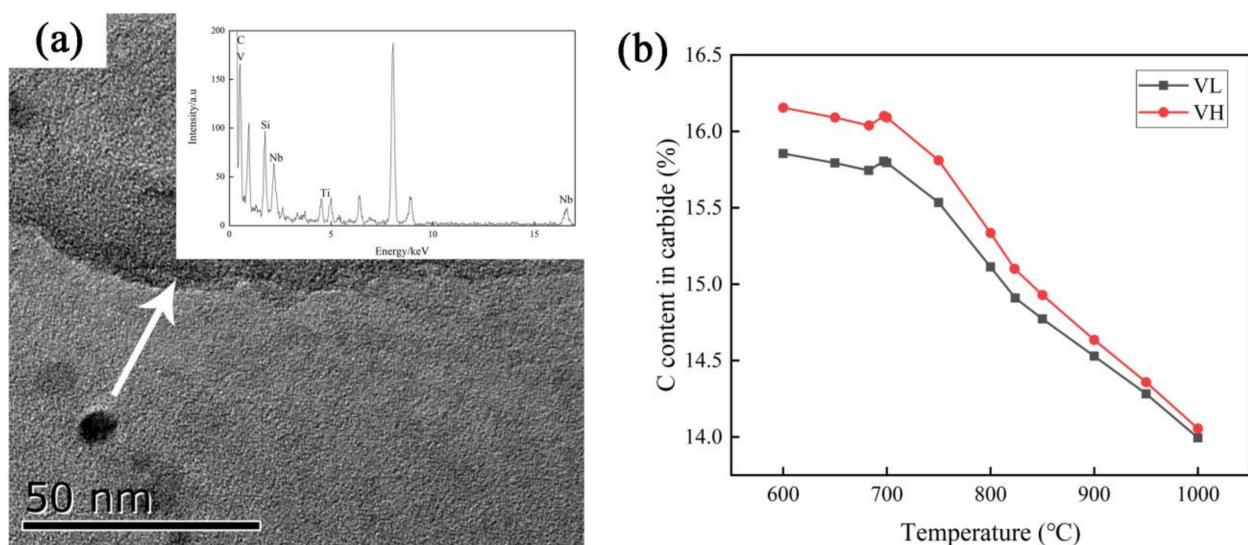 (a)
C
V
Si
Nb
Ti
Nb
200
150
100
50
0
0
5
10
15
Intensity/a.u
Energy/keV
50 nm
(b)
VL
VH
16.5
16.0
15.5
15.0
14.5
14.0
C content in carbide (%)
600
700
800
900
1000
Temperature (℃)